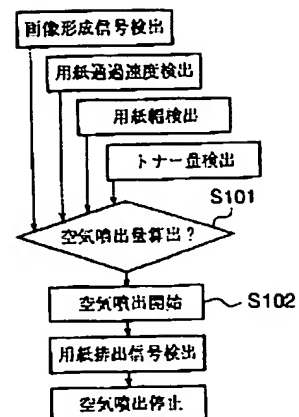 画像形成信号検出
用紙通過速度検出
用紙幅検出
トナー量検出
S101
空気噴出量算出?
空気噴出開始
S102
用紙排出信号検出
空気噴出停止